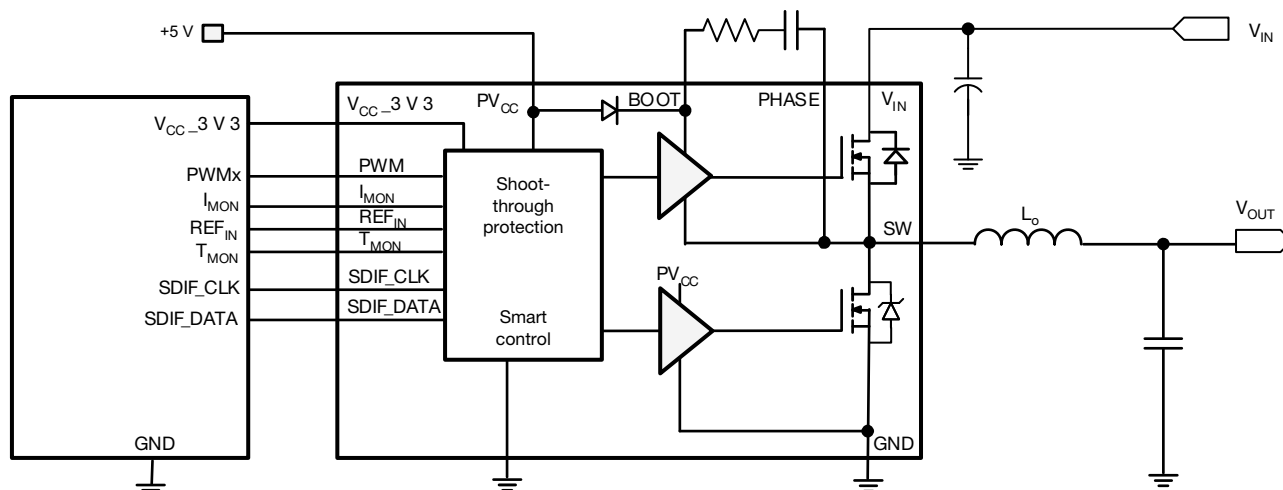 +5 V
V_IN
V_CC_3 V 3
PWMx
I_MON
REF_IN
T_MON
SDIF_CLK
SDIF_DATA
GND
V_CC_3 V 3
PV_CC
BOOT
PHASE
V_IN
PWM
I_MON
REF_IN
T_MON
SDIF_CLK
SDIF_DATA
Shoot-
through
protection
Smart
control
PV_CC
SW
GND
L_o
V_OUT